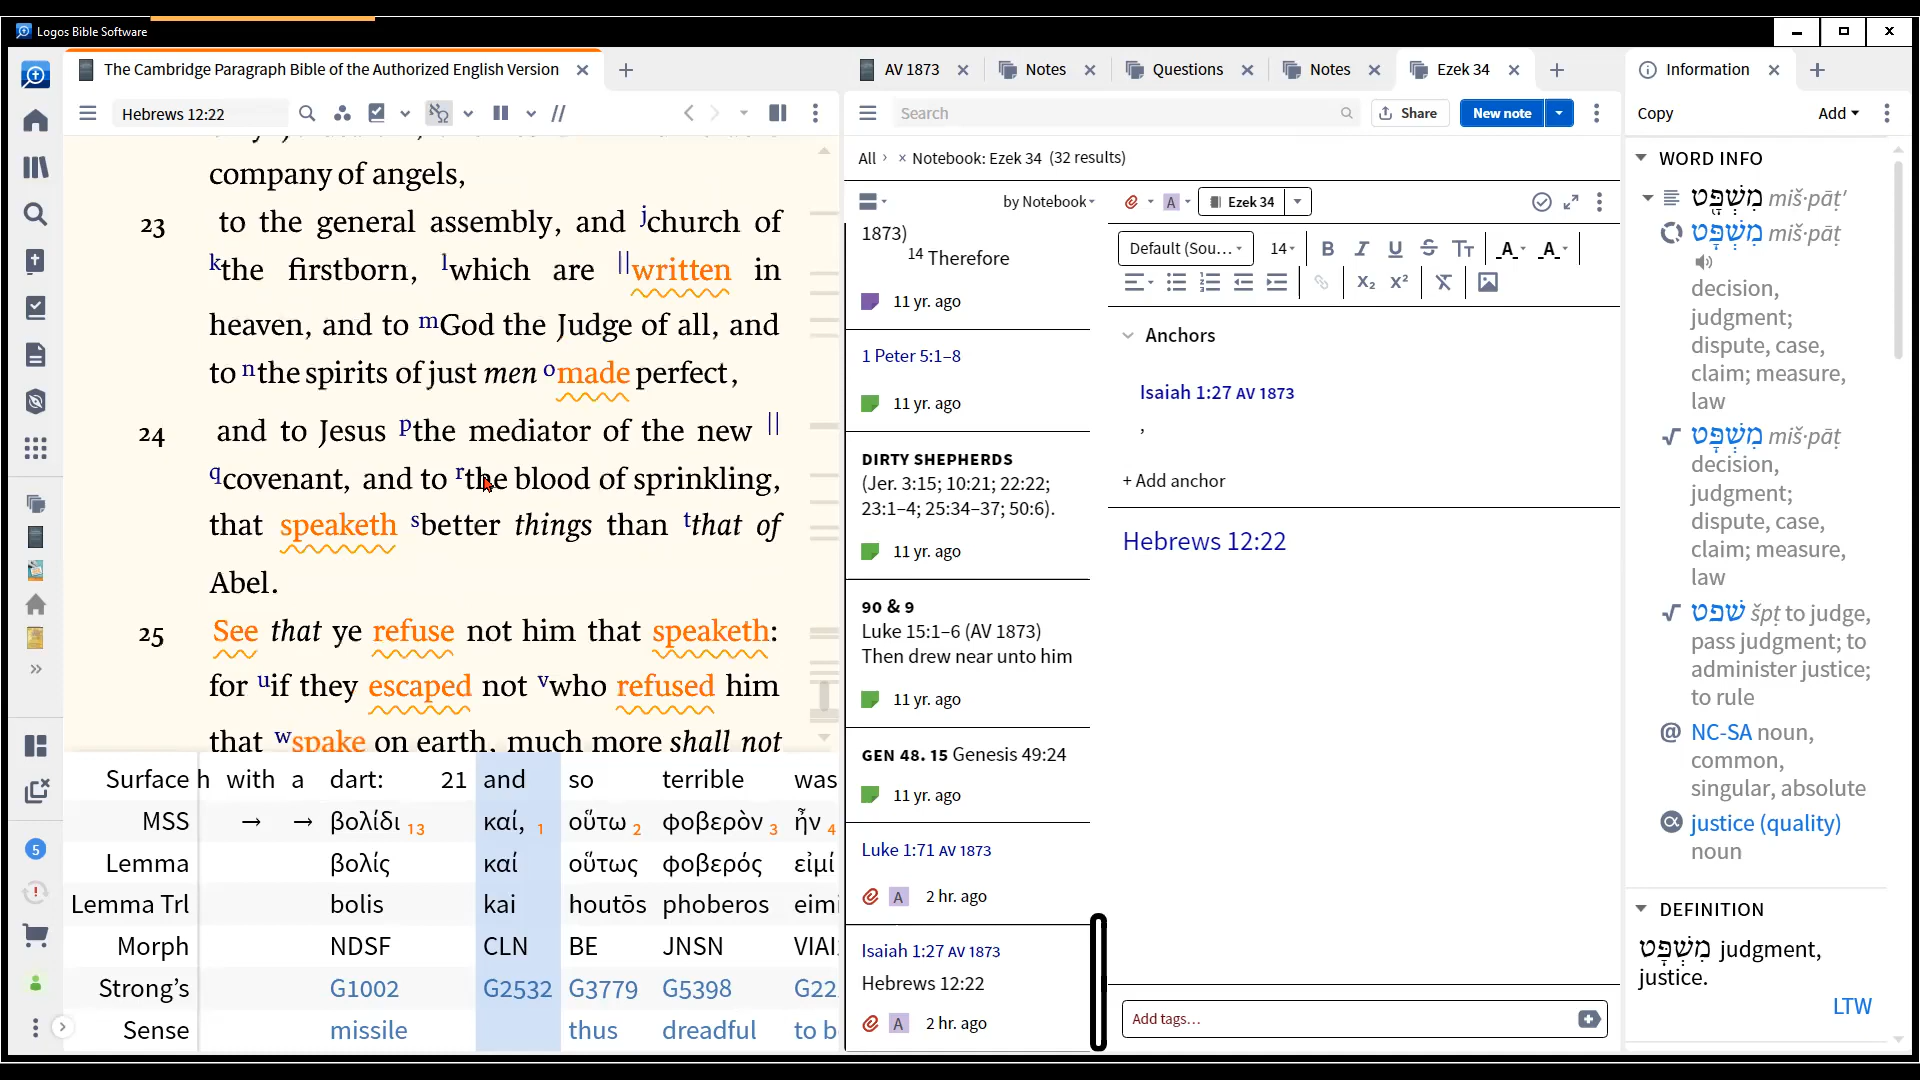 Logos Bible Software
The Cambridge Paragraph Bible of the Authorized English Version
Hebrews 12:22
company of angels,
23 to the general assembly, and jchurch of
kthe firstborn, lwhich are ||written in
heaven, and to mGod the Judge of all, and
to nthe spirits of just men omade perfect,
24 and to Jesus pthe mediator of the new ||
qcovenant, and to rthe blood of sprinkling,
that speaketh sbetter things than tthat of
Abel.
25 See that ye refuse not him that speaketh:
for uif they escaped not vwho refused him
that wspake on earth, much more shall not
Surface h with a dart: 21 and so terrible was
MSS → → βολίδι 13 καί, 1 οὕτω 2 φοβερὸν 3 ἦν 4
Lemma βολίς καί οὕτως φοβερός εἰμί
Lemma Trl bolis kai houtōs phoberos eimi
Morph NDSF CLN BE JNSN VIAI
Strong's G1002 G2532 G3779 G5398 G22
Sense missile thus dreadful to b
5
AV 1873
Notes
Questions
Notes
Ezek 34
Search
Share
New note
All › × Notebook: Ezek 34 (32 results)
by Notebook
1873)
14 Therefore
11 yr. ago
1 Peter 5:1–8
11 yr. ago
DIRTY SHEPHERDS
(Jer. 3:15; 10:21; 22:22;
23:1–4; 25:34–37; 50:6).
11 yr. ago
90 & 9
Luke 15:1–6 (AV 1873)
Then drew near unto him
11 yr. ago
GEN 48. 15 Genesis 49:24
11 yr. ago
Luke 1:71 AV 1873
A 2 hr. ago
Isaiah 1:27 AV 1873
Hebrews 12:22
A 2 hr. ago
A Ezek 34
Default (Sou… 14 B I U S TT A A
X₂ X²
Anchors
Isaiah 1:27 AV 1873
,
+ Add anchor
Hebrews 12:22
Add tags…
Information
Copy Add
WORD INFO
מִשְׁפָּ֖ט miš·pāṭʹ
מִשְׁפָּט miš·pāṭ
decision,
judgment;
dispute, case,
claim; measure,
law
מִשְׁפָּט miš·pāṭ
decision,
judgment;
dispute, case,
claim; measure,
law
שׁפט špṭ to judge,
pass judgment; to
administer justice;
to rule
@ NC-SA noun,
common,
singular, absolute
justice (quality)
noun
DEFINITION
מִשְׁפָּט judgment,
justice.
LTW